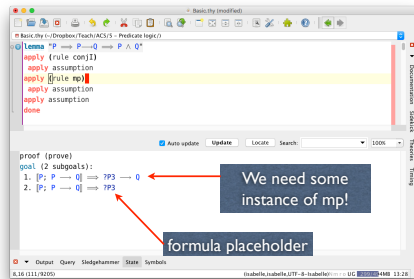 Basic.thy (modified)
Basic.thy (~/Dropbox/Teach/ACS/5 – Predicate logic/)
lemma "P ⟹ P⟶Q ⟹ P ∧ Q"
apply (rule conjI)
apply assumption
apply (rule mp)
apply assumption
apply assumption
done
Documentation
Sidekick
Theories
Timing
Auto update
Update
Locate
Search:
100%
proof (prove)
goal (2 subgoals):
1. ⟦P; P ⟶ Q⟧ ⟹ ?P3 ⟶ Q
2. ⟦P; P ⟶ Q⟧ ⟹ ?P3
We need some
instance of mp!
formula placeholder
Output Query Sledgehammer State Symbols
8,16 (111/9205)
(isabelle,isabelle,UTF-8-Isabelle)
UG
4MB 13:28